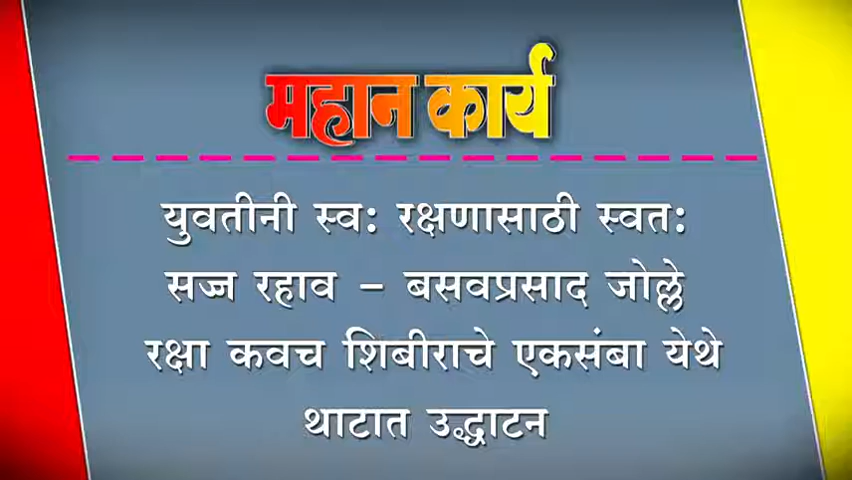 महान कार्य
युवतीनी स्व: रक्षणासाठी स्वत:
सज्ज रहाव – बसवप्रसाद जोल्ले
रक्षा कवच शिबीराचे एकसंबा येथे
थाटात उद्धाटन